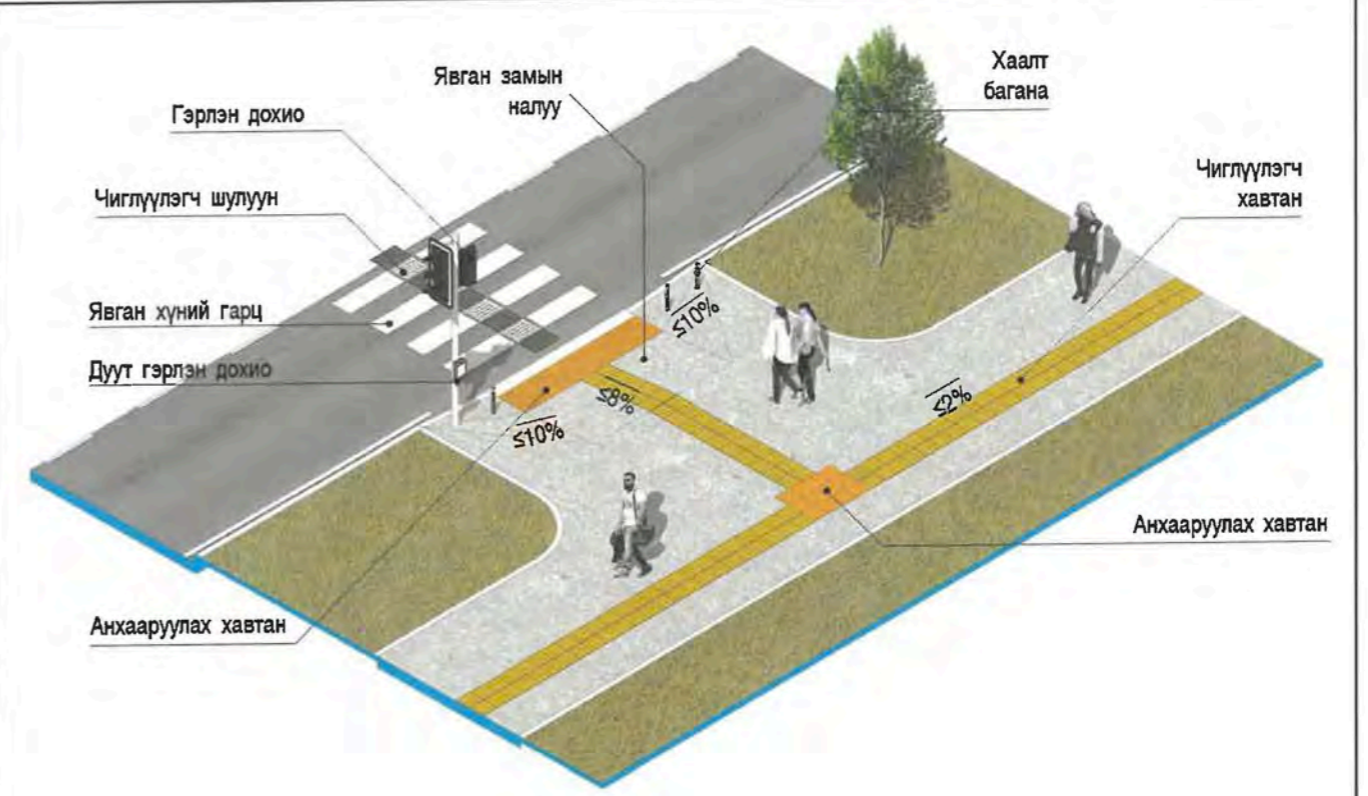 Явган замын
налуу
Хаалт
багана
Гэрлэн дохио
Чиглүүлэгч
хавтан
Чиглүүлэгч шулуун
Явган хүний гарц
Дуут гэрлэн дохио
≤10%
≤8%
≤2%
≤10%
Анхааруулах хавтан
Анхааруулах хавтан